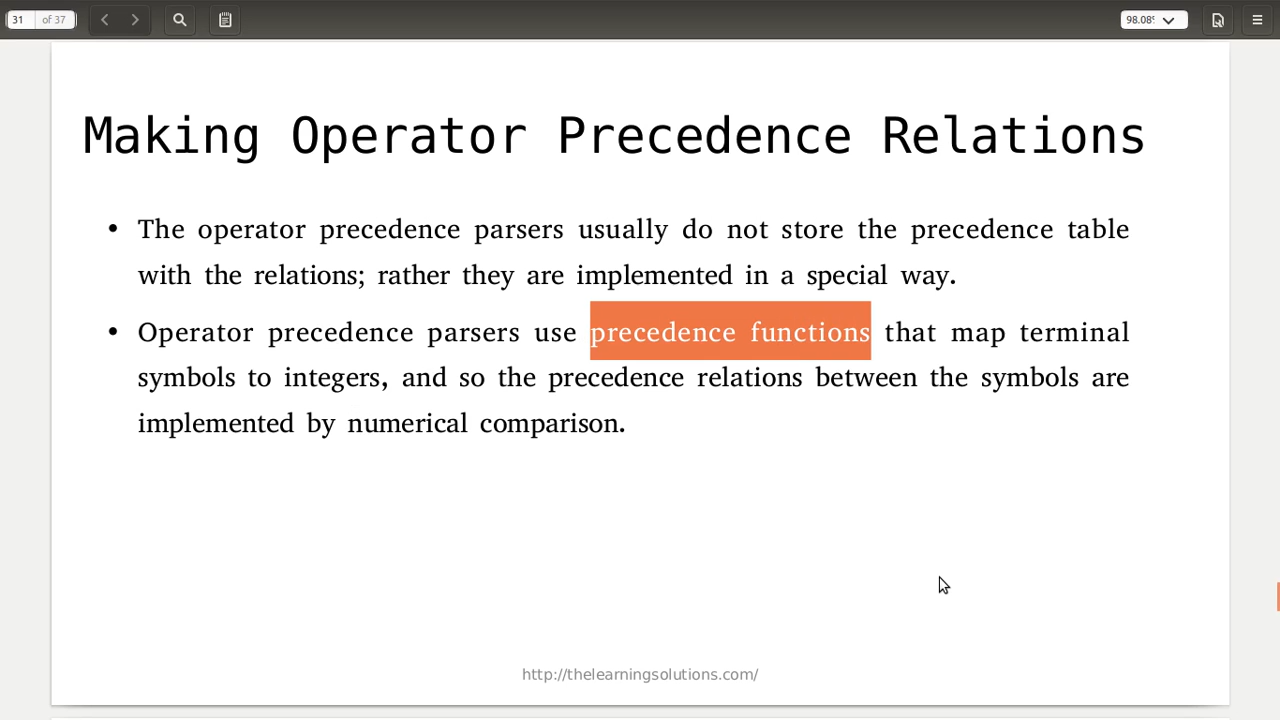 31 of 37
98.08%
Making Operator Precedence Relations
• The operator precedence parsers usually do not store the precedence table
with the relations; rather they are implemented in a special way.
• Operator precedence parsers use precedence functions that map terminal
symbols to integers, and so the precedence relations between the symbols are
implemented by numerical comparison.
http://thelearningsolutions.com/